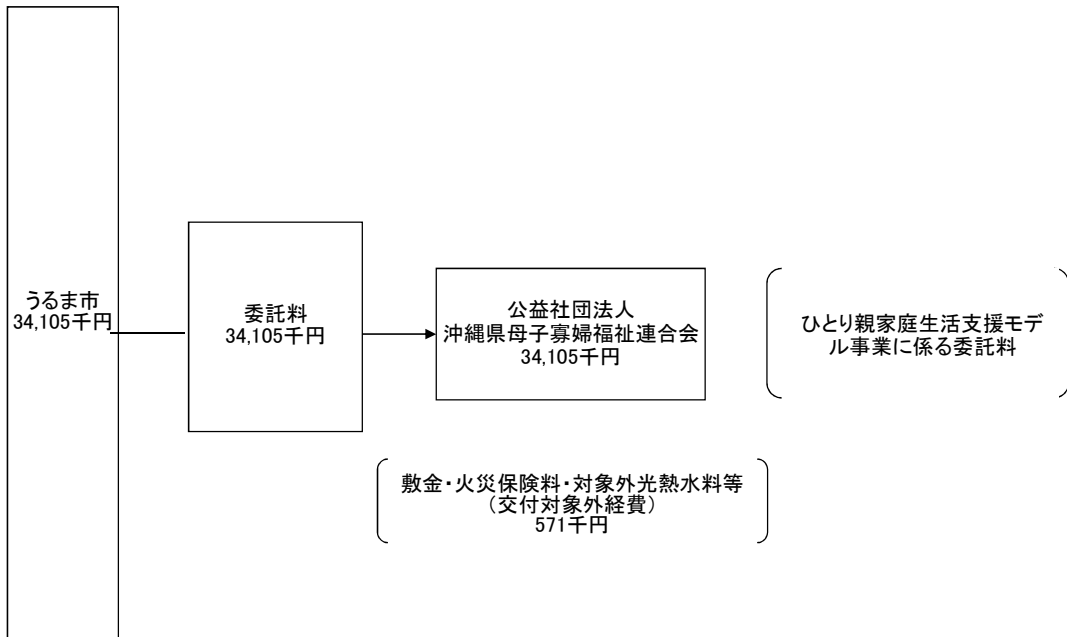 うるま市
34,105千円
委託料
34,105千円
公益社団法人
沖縄県母子寡婦福祉連合会
34,105千円
ひとり親家庭生活支援モデ
ル事業に係る委託料
敷金・火災保険料・対象外光熱水料等
（交付対象外経費）
571千円